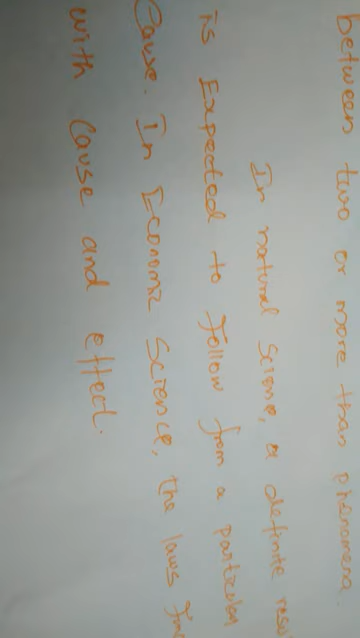 between two or more than phenomena.
In natural Science, a definite
is Expected to follow from a particular
Cause. In Economic Science, the laws
with Cause and effect.